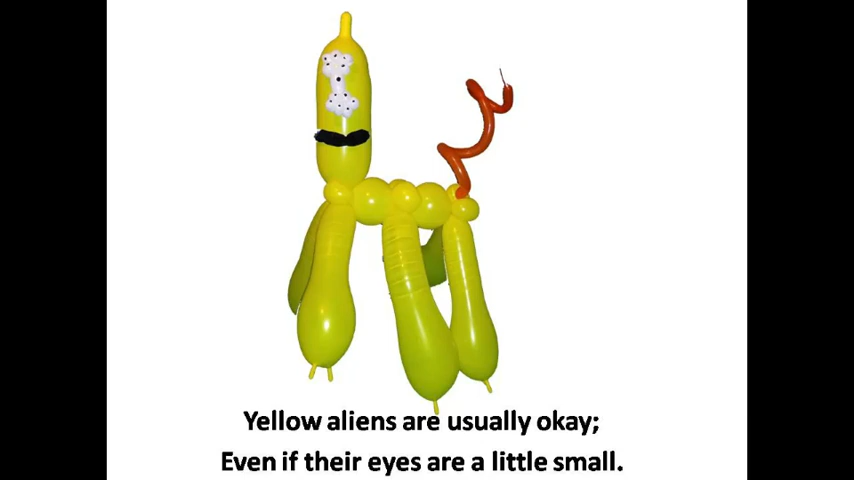 Yellow aliens are usually okay;
Even if their eyes are a little small.